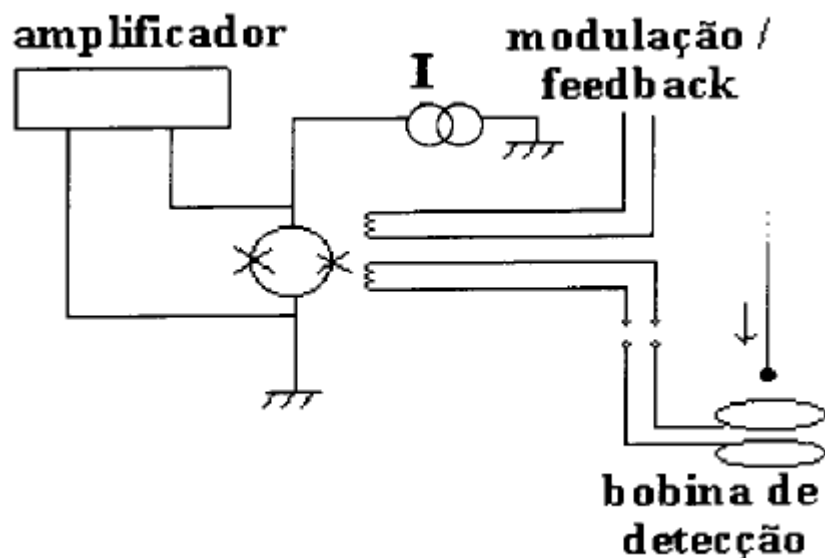 amplificador
I
modulação /
feedback
bobina de
detecção